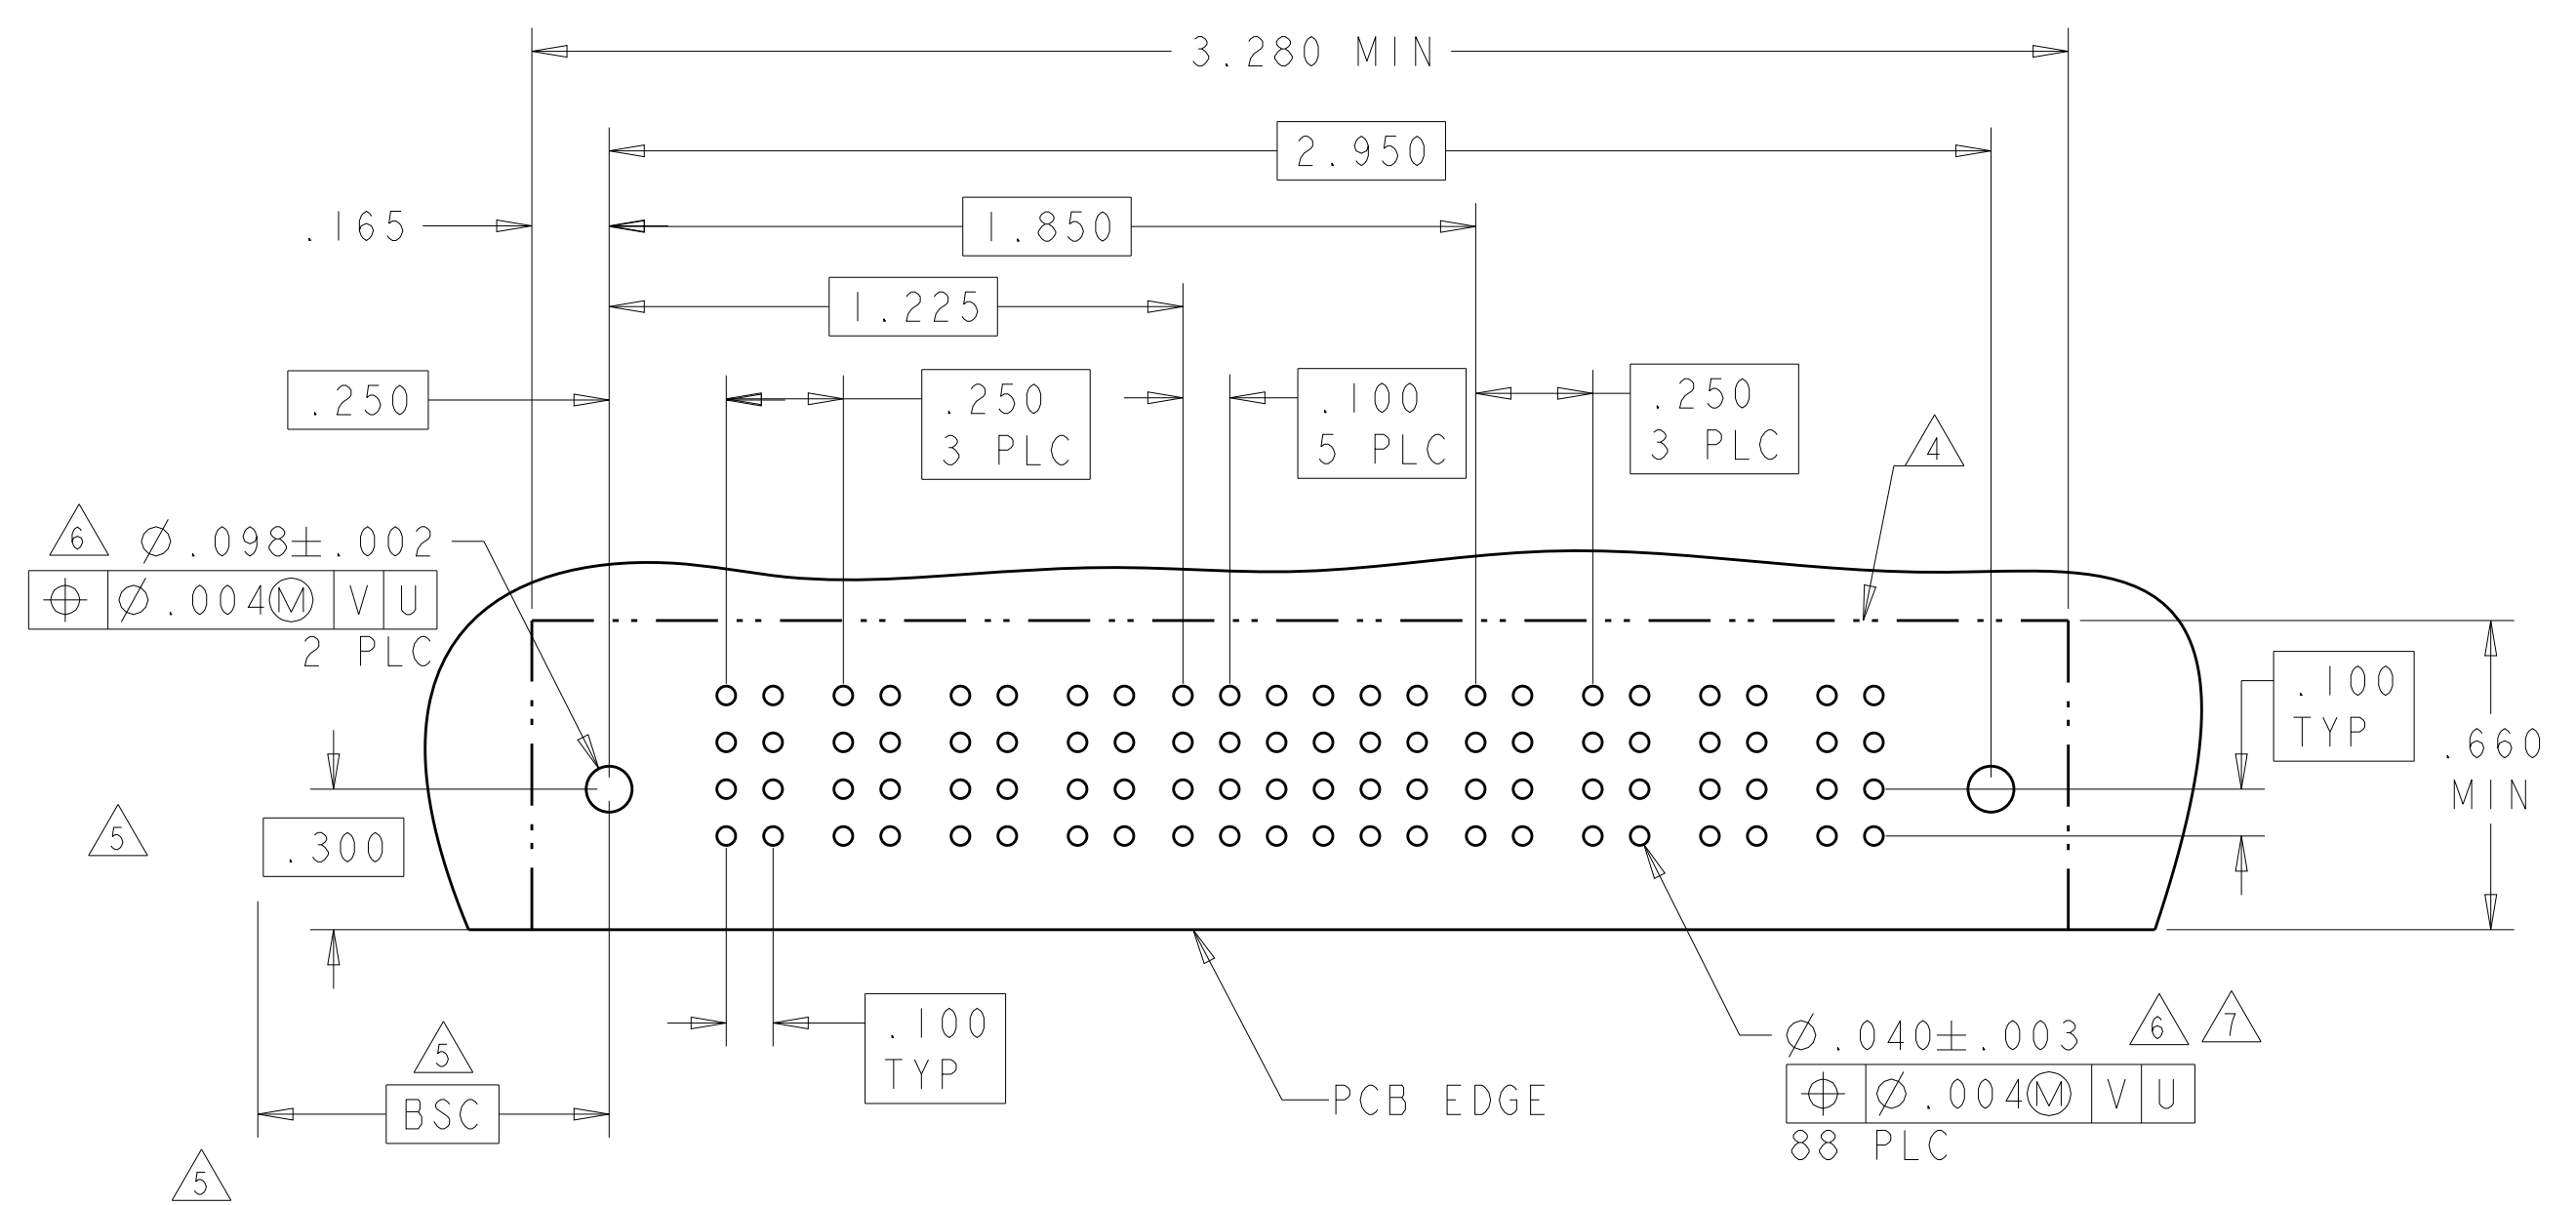 3.280 MIN
2.950
.165
1.850
1.225
.250
.250
3 PLC
.100
5 PLC
.250
3 PLC
4
6 ⌀.098±.002
⌖ ⌀.004Ⓜ V U
2 PLC
.100
TYP
.660
MIN
5
.300
.100
TYP
5
BSC
5
PCB EDGE
⌀.040±.003 6 7
⌖ ⌀.004Ⓜ V U
88 PLC